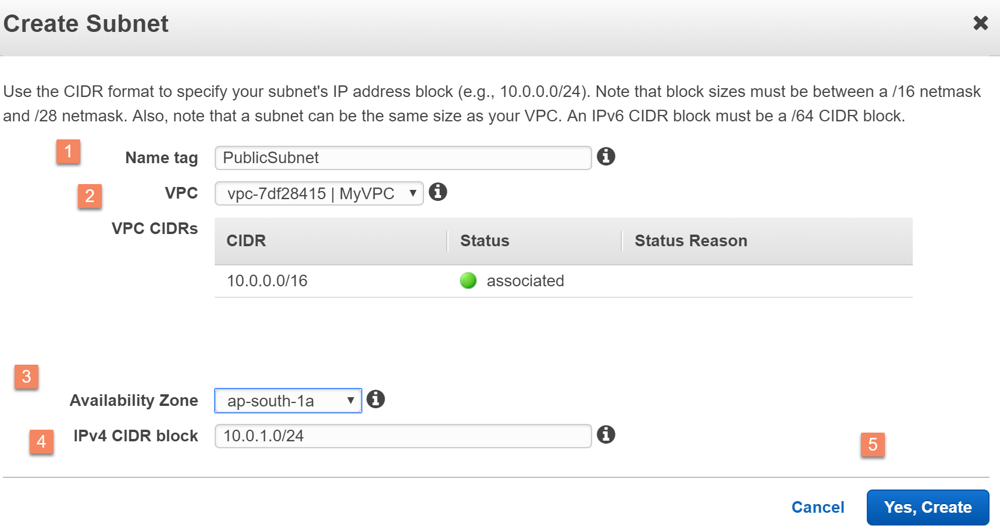 Create Subnet
Use the CIDR format to specify your subnet's IP address block (e.g., 10.0.0.0/24). Note that block sizes must be between a /16 netmask
and /28 netmask. Also, note that a subnet can be the same size as your VPC. An IPv6 CIDR block must be a /64 CIDR block.
1 Name tag PublicSubnet
2 VPC vpc-7df28415 | MyVPC
VPC CIDRs
CIDR Status Status Reason
10.0.0.0/16 associated
3
Availability Zone ap-south-1a
4 IPv4 CIDR block 10.0.1.0/24
5
Cancel Yes, Create